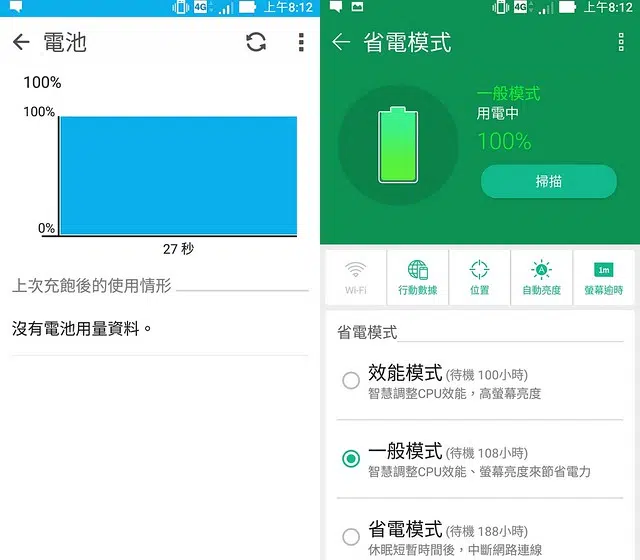 4G 上午8:12
電池
100%
100%
0%
27 秒
上次充飽後的使用情形
沒有電池用量資料。
4G 上午8:12
省電模式
一般模式
用電中
100%
掃描
Wi-Fi
行動數據
位置
A
自動亮度
1m
螢幕逾時
省電模式
效能模式 (待機 100小時)
智慧調整CPU效能，高螢幕亮度
一般模式 (待機 108小時)
智慧調整CPU效能、螢幕亮度來節省電力
省電模式 (待機 188小時)
休眠短暫時間後，中斷網路連線